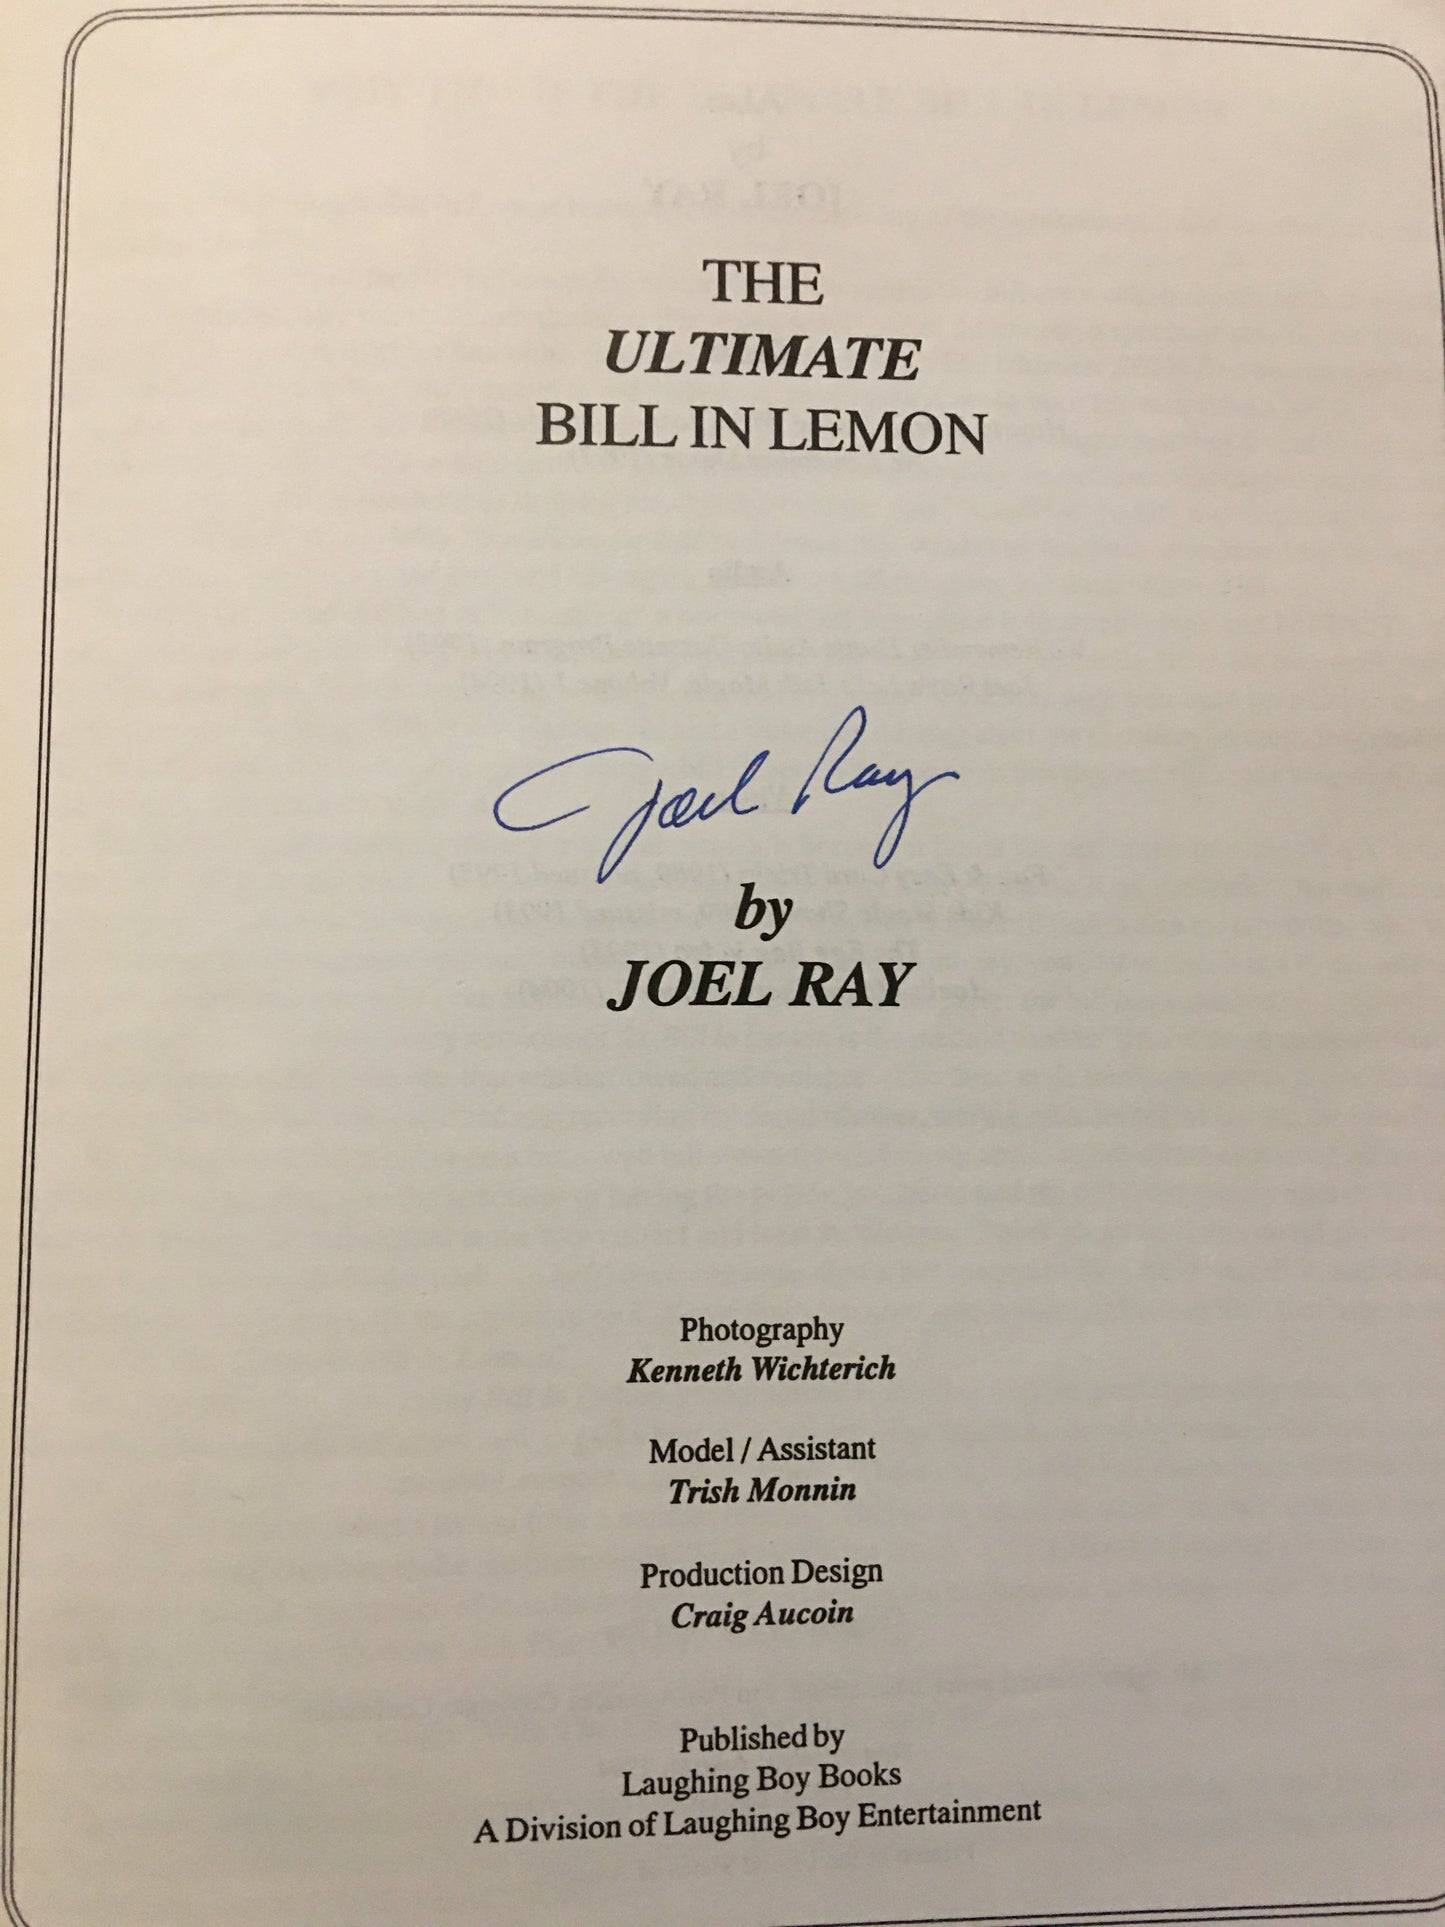 THE
ULTIMATE
BILL IN LEMON
Joel Ray
by
JOEL RAY
Photography
Kenneth Wichterich
Model / Assistant
Trish Monnin
Production Design
Craig Aucoin
Published by
Laughing Boy Books
A Division of Laughing Boy Entertainment